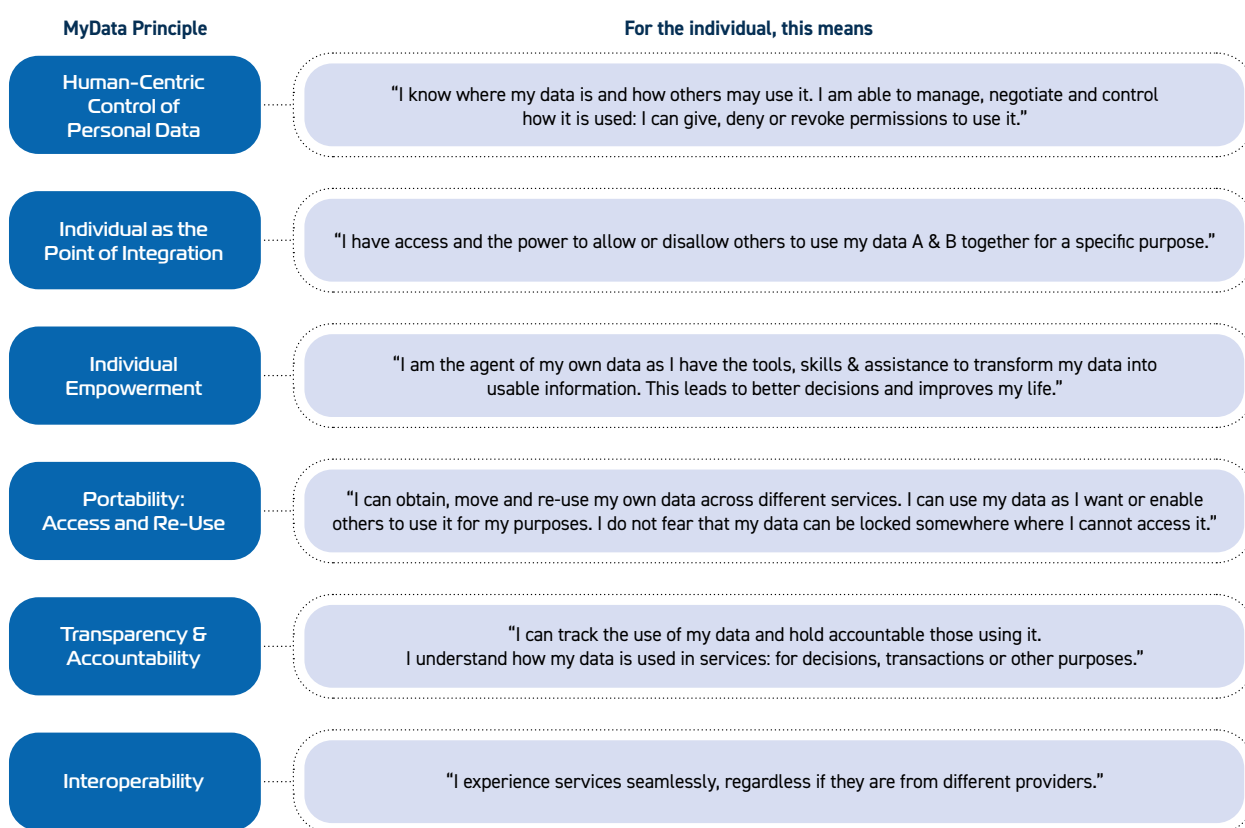 MyData Principle
For the individual, this means
Human-Centric
Control of
Personal Data
“I know where my data is and how others may use it. I am able to manage, negotiate and control
how it is used: I can give, deny or revoke permissions to use it.”
Individual as the
Point of Integration
“I have access and the power to allow or disallow others to use my data A & B together for a specific purpose.”
Individual
Empowerment
“I am the agent of my own data as I have the tools, skills & assistance to transform my data into
usable information. This leads to better decisions and improves my life.”
Portability:
Access and Re-Use
“I can obtain, move and re-use my own data across different services. I can use my data as I want or enable
others to use it for my purposes. I do not fear that my data can be locked somewhere where I cannot access it.”
Transparency &
Accountability
“I can track the use of my data and hold accountable those using it.
I understand how my data is used in services: for decisions, transactions or other purposes.”
Interoperability
“I experience services seamlessly, regardless if they are from different providers.”